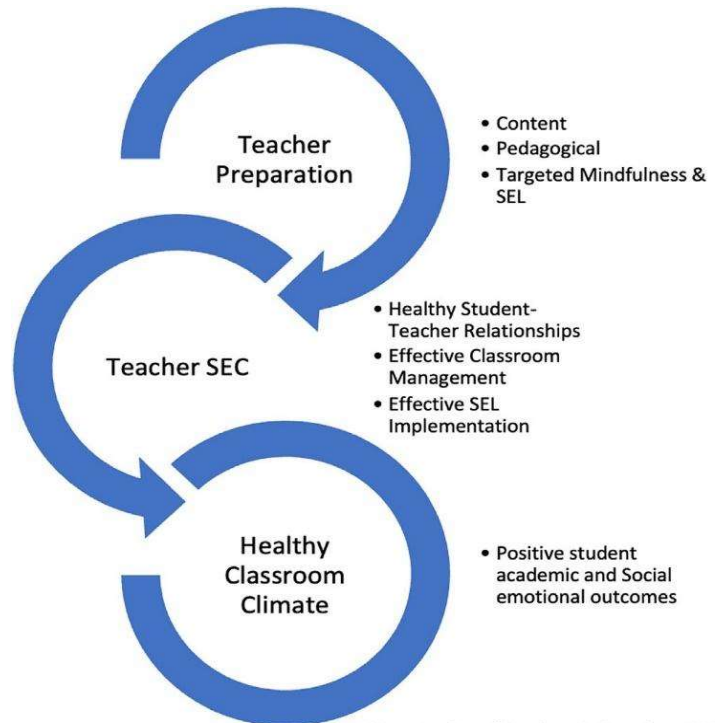 Teacher
Preparation
• Content
• Pedagogical
• Targeted Mindfulness &
SEL
Teacher SEC
• Healthy Student-
Teacher Relationships
• Effective Classroom
Management
• Effective SEL
Implementation
Healthy
Classroom
Climate
• Positive student
academic and Social
emotional outcomes